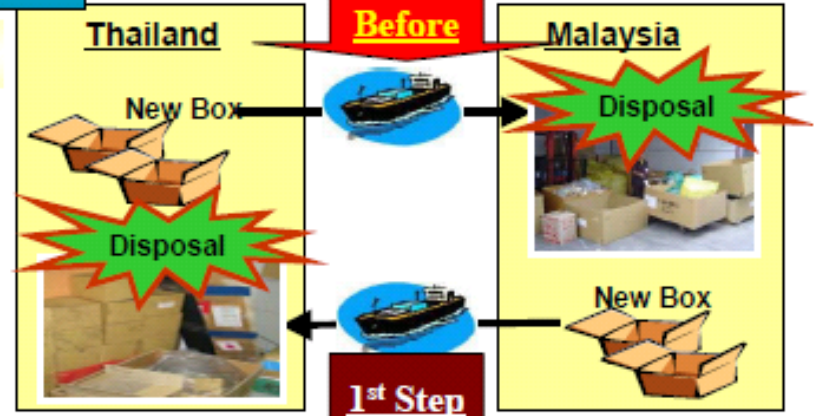 Before
Thailand
Malaysia
New Box
Disposal
Disposal
New Box
1st Step